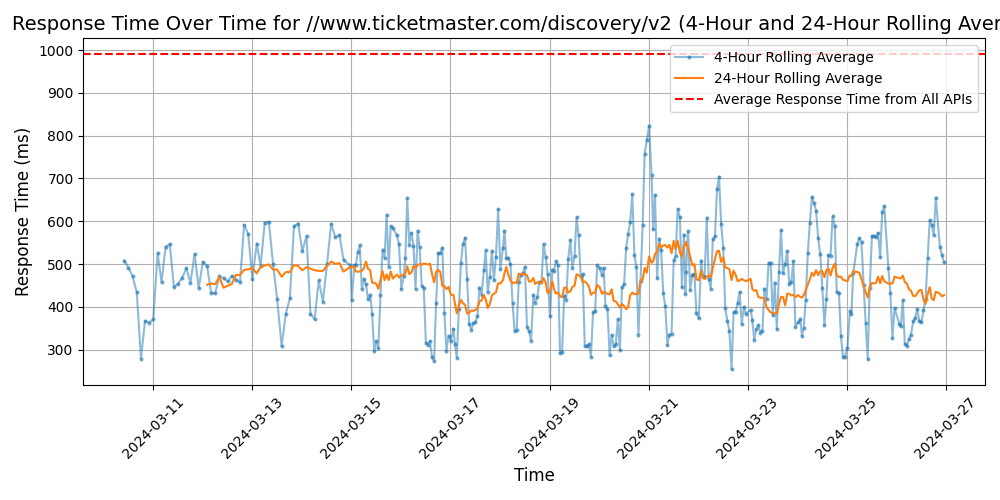 Response Time Over Time for //www.ticketmaster.com/discovery/v2 (4-Hour and 24-Hour Rolling Aver
4-Hour Rolling Average
24-Hour Rolling Average
Average Response Time from All APIs
Response Time (ms)
1000
900
800
700
600
500
400
300
2024-03-11
2024-03-13
2024-03-15
2024-03-17
2024-03-19
2024-03-21
2024-03-23
2024-03-25
2024-03-27
Time